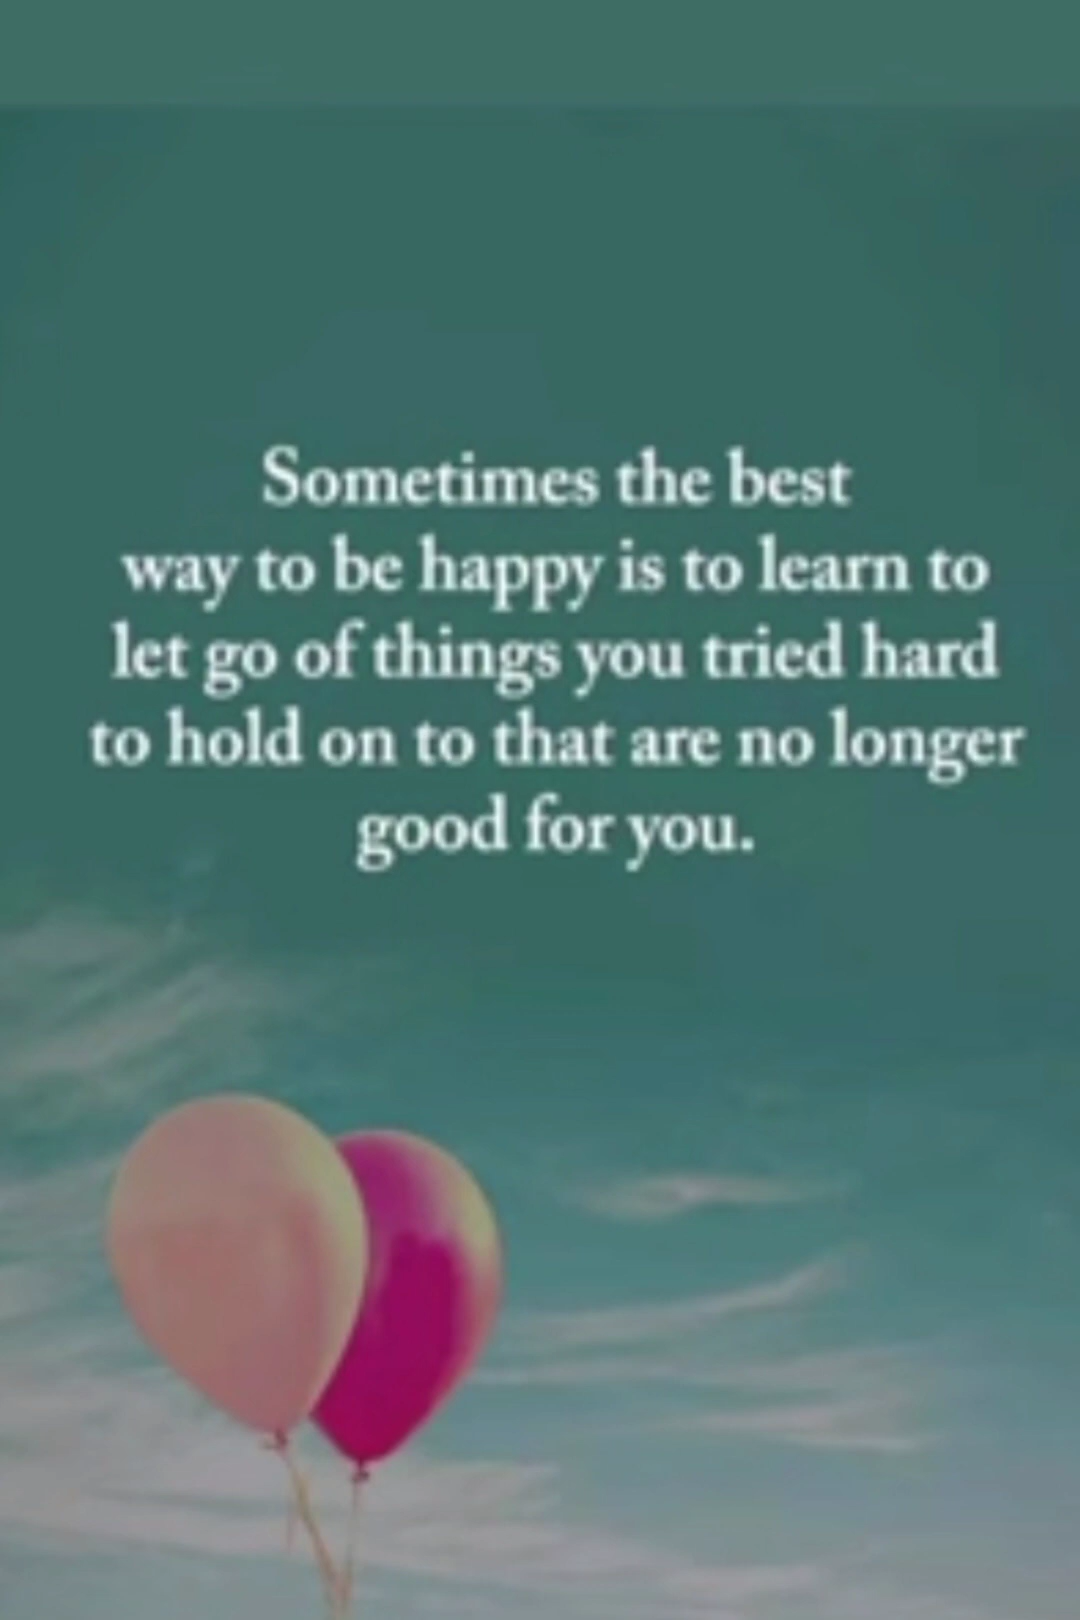 Sometimes the best
way to be happy is to learn to
let go of things you tried hard
to hold on to that are no longer
good for you.